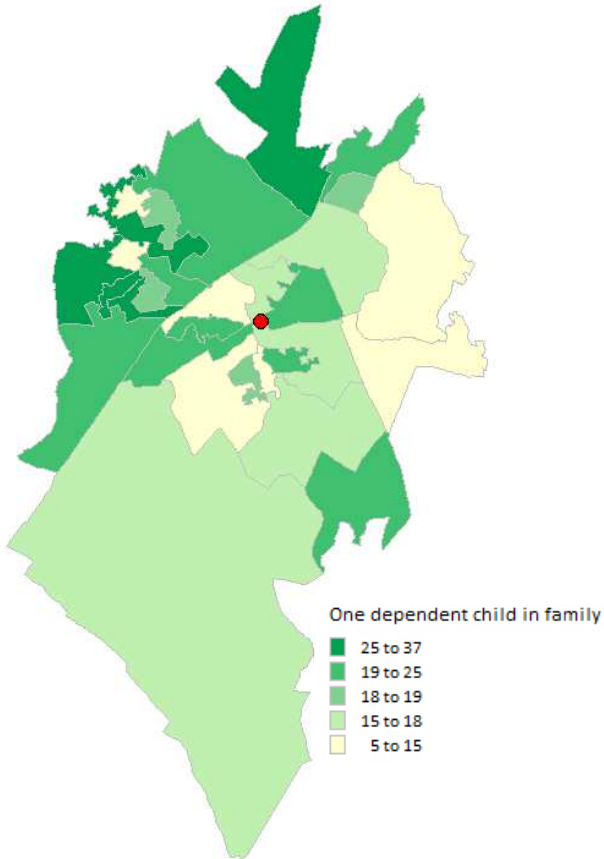 One dependent child in family
25 to 37
19 to 25
18 to 19
15 to 18
5 to 15